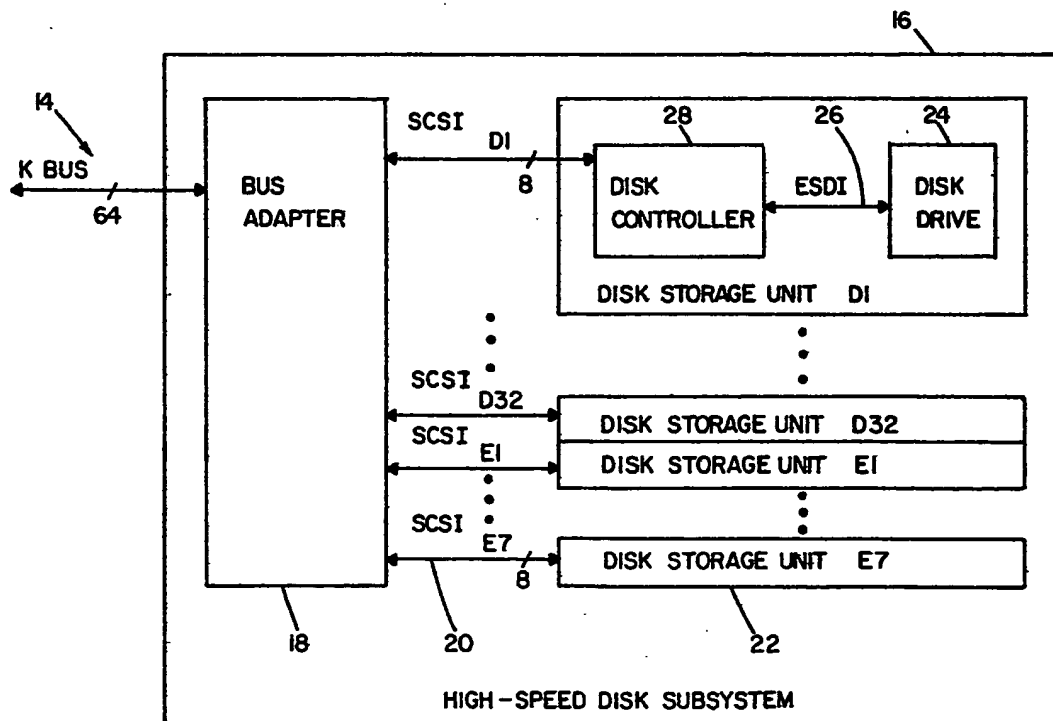 16
14
K BUS
64
BUS
ADAPTER
SCSI
D1
8
28
26
24
DISK
CONTROLLER
ESDI
DISK
DRIVE
DISK STORAGE UNIT D1
SCSI
D32
DISK STORAGE UNIT D32
SCSI
E1
DISK STORAGE UNIT E1
SCSI
E7
8
DISK STORAGE UNIT E7
18
20
22
HIGH-SPEED DISK SUBSYSTEM